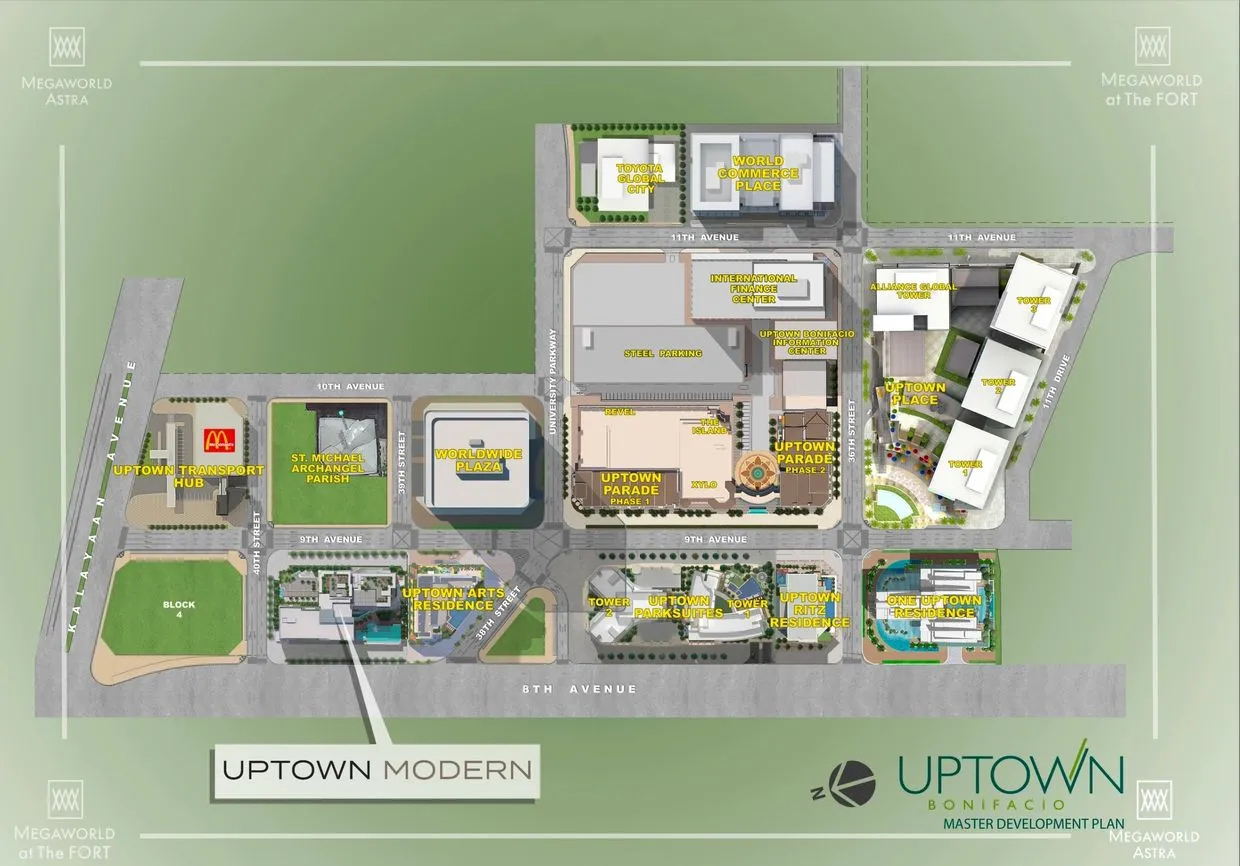 MEGAWORLD
ASTRA
MEGAWORLD
at The FORT
TOYOTA
GLOBAL
CITY
WORLD
COMMERCE
PLACE
11TH AVENUE
11TH AVENUE
INTERNATIONAL
FINANCE
CENTER
ALLIANCE GLOBAL
TOWER
TOWER
3
UPTOWN BONIFACIO
INFORMATION
CENTER
STEEL PARKING
UNIVERSITY PARKWAY
KALAYAAN AVENUE
10TH AVENUE
UPTOWN
PLACE
TOWER
2
11TH DRIVE
36TH STREET
REVEL
THE
ISLAND
McDonald's
UPTOWN TRANSPORT
HUB
ST. MICHAEL
ARCHANGEL
PARISH
39TH STREET
WORLDWIDE
PLAZA
UPTOWN
PARADE
PHASE 1
XYLO
UPTOWN
PARADE
PHASE 2
TOWER
1
40TH STREET
9TH AVENUE
9TH AVENUE
BLOCK
4
UPTOWN ARTS
RESIDENCE
38TH STREET
TOWER
2
UPTOWN
PARKSUITES
TOWER
1
UPTOWN
RITZ
RESIDENCE
ONE UPTOWN
RESIDENCE
8TH AVENUE
UPTOWN MODERN
N
UPTOWN
BONIFACIO
MASTER DEVELOPMENT PLAN
MEGAWORLD
at The FORT
MEGAWORLD
ASTRA